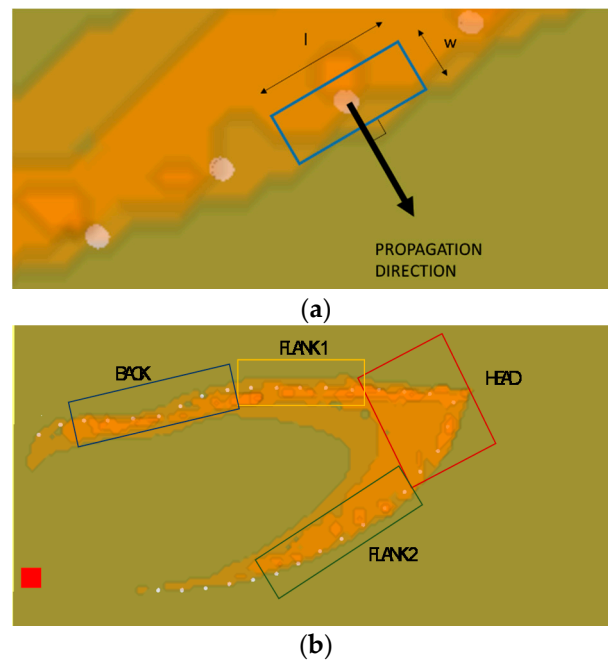 l
w
PROPAGATION
DIRECTION
(a)
FLANK1
BACK
HEAD
FLANK2
(b)